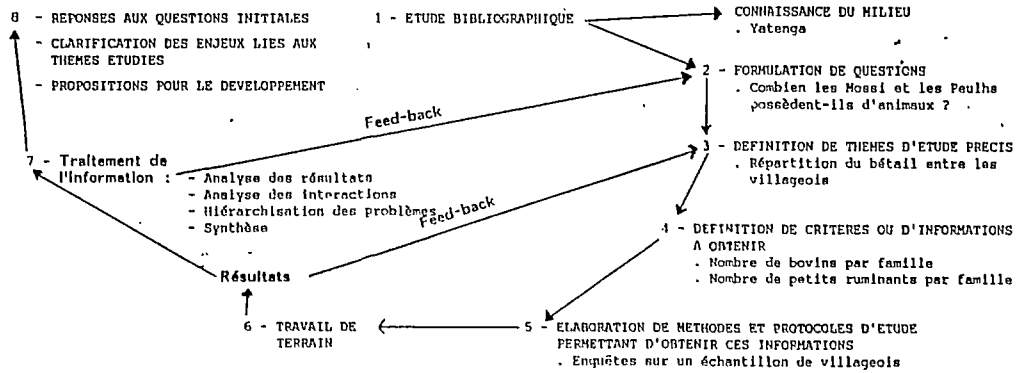 8 - REPONSES AUX QUESTIONS INITIALES
- CLARIFICATION DES ENJEUX LIES AUX
THEMES ETUDIES
- PROPOSITIONS POUR LE DEVELOPPEMENT
1 - ETUDE BIBLIOGRAPHIQUE
CONNAISSANCE DU MILIEU
. Yatenga
2 - FORMULATION DE QUESTIONS
. Combien les Mossi et les Peulhs
possèdent-ils d'animaux ?
Feed-back
3 - DEFINITION DE THEMES D'ETUDE PRECIS
. Répartition du bétail entre les
villageois
7 - Traitement de
l'Information :
- Analyse des résultats
- Analyse des interactions
- Hiérarchisation des problèmes
- Synthèse
Feed-back
4 - DEFINITION DE CRITERES OU D'INFORMATIONS
A OBTENIR
. Nombre de bovins par famille
. Nombre de petits ruminants par famille
Résultats
6 - TRAVAIL DE
TERRAIN
5 - ELABORATION DE METHODES ET PROTOCOLES D'ETUDE
PERMETTANT D'OBTENIR CES INFORMATIONS
. Enquêtes sur un échantillon de villageois